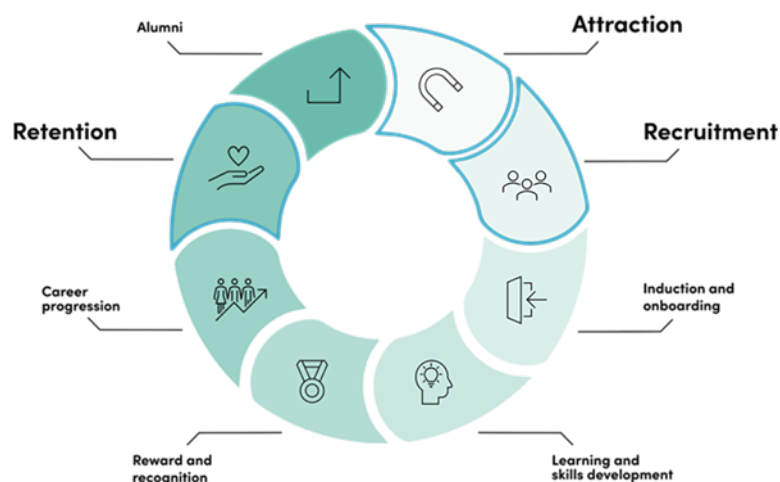 Alumni
Attraction
Retention
Recruitment
Career
progression
Induction and
onboarding
Reward and
recognition
Learning and
skills development